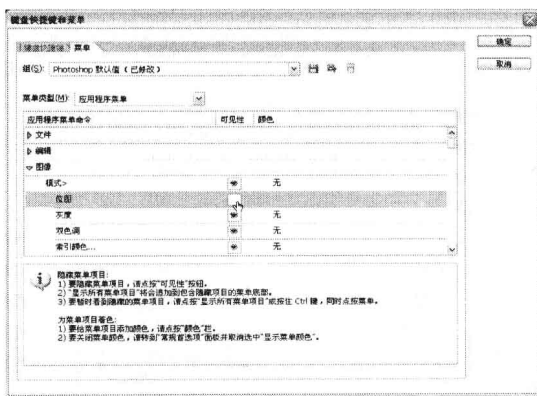 键盘快捷键和菜单
键盘快捷键 菜单
确定
组(S): Photoshop 默认值 (已修改)
取消
菜单类型(M): 应用程序菜单
应用程序菜单命令 可见性 颜色
文件
编辑
图像
模式> 无
位图
灰度 无
双色调 无
索引颜色... 无
隐藏菜单项目:
1) 要隐藏菜单项目,请点按"可见性"按钮。
2) "显示所有菜单项目"将会追加到包含隐藏项目的菜单底部。
3) 要暂时看到隐藏的菜单项目,请点按"显示所有菜单项目"或按住 Ctrl 键,同时点按菜单。
为菜单项目着色:
1) 要给菜单项目添加颜色,请点按"颜色"栏。
2) 要关闭菜单颜色,请转到"常规首选项"面板并取消选中"显示菜单颜色"。